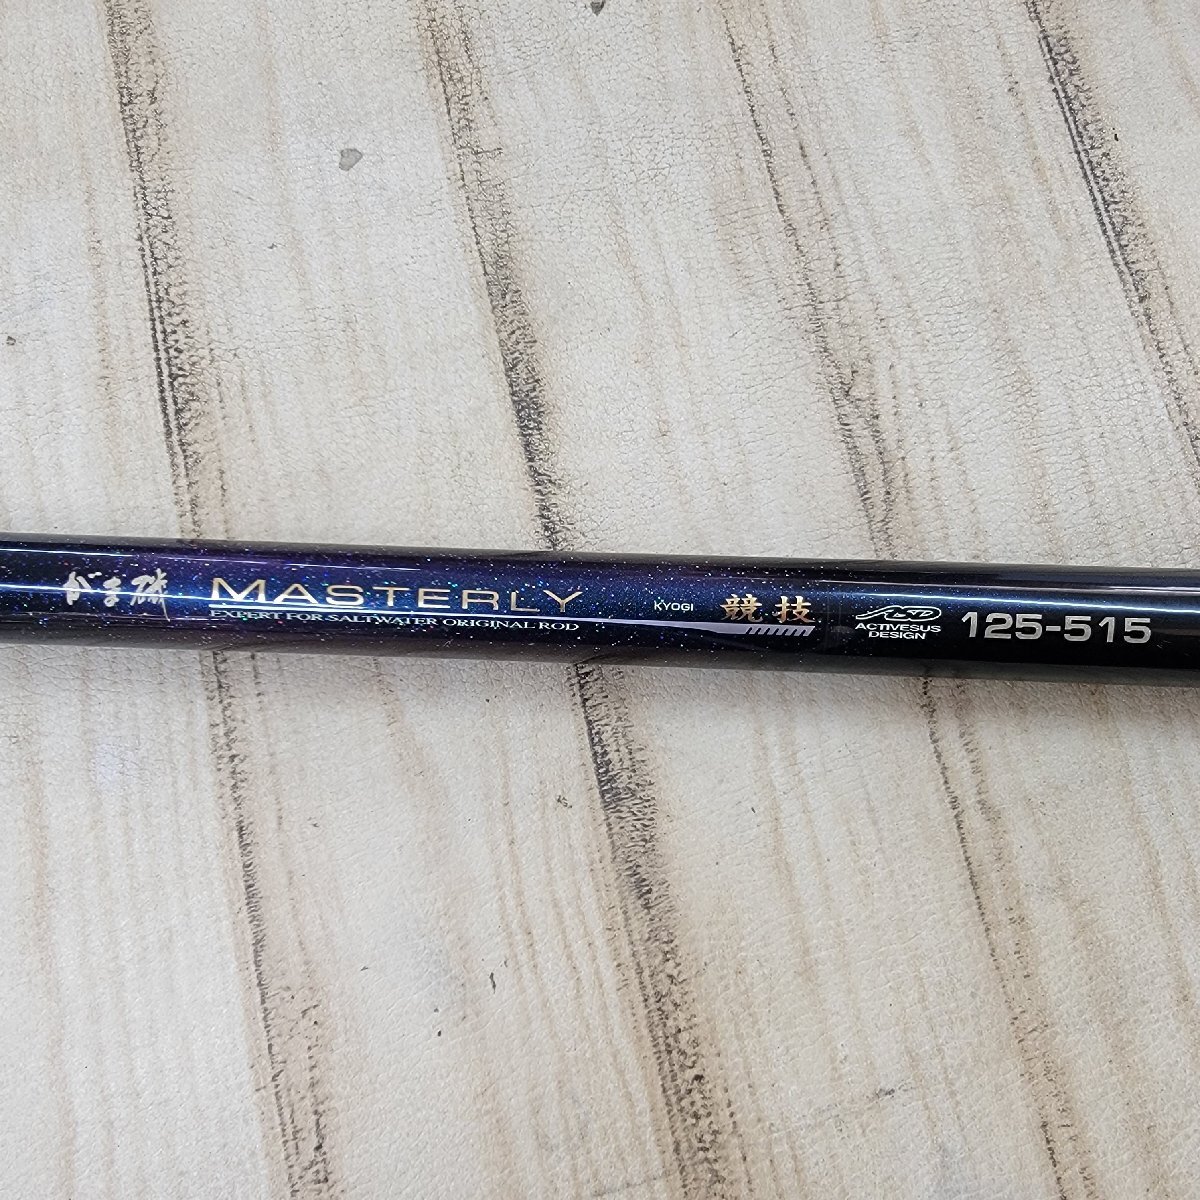 がま磯 MASTERLY
EXPERT FOR SALTWATER ORIGINAL ROD
KYOGI 競技
ACTIVESUS
DESIGN
125-515